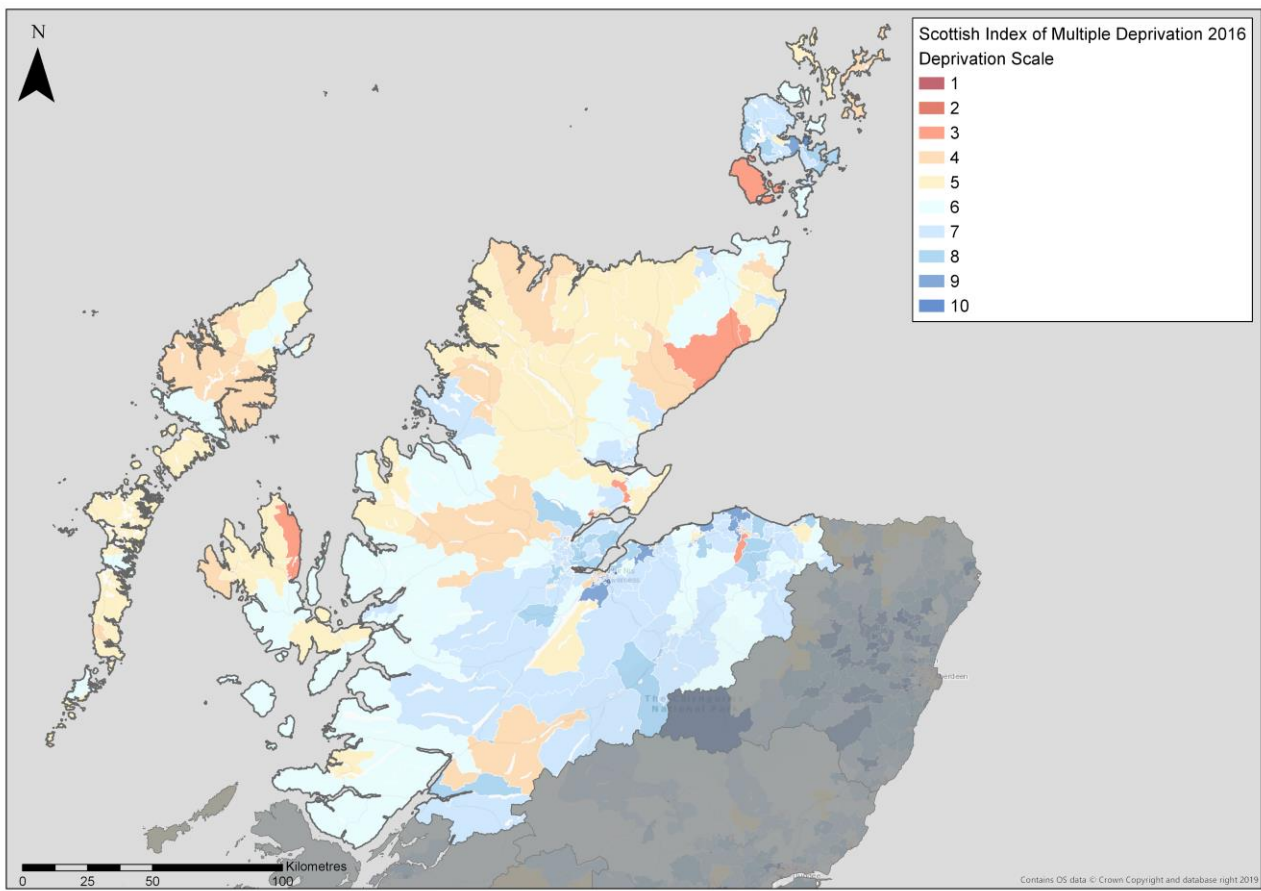 N
Scottish Index of Multiple Deprivation 2016
Deprivation Scale
1
2
3
4
5
6
7
8
9
10
National
Kilometres
0 25 50 100
Contains OS data © Crown Copyright and database right 2019